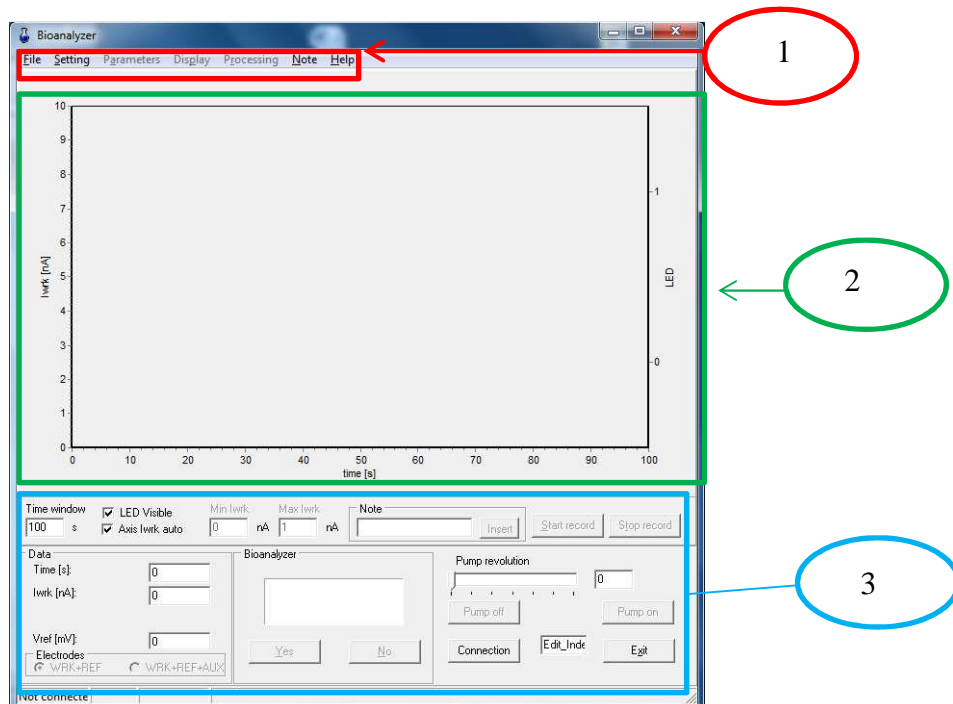 Bioanalyzer
1
File Setting Parameters Display Processing Note Help
10
9
8
7
6
5
4
3
2
1
0
Iwrk [nA]
1
0
LED
2
0 10 20 30 40 50 60 70 80 90 100
time [s]
Time window LED Visible Min Iwrk Max Iwrk Note
100 s Axis Iwrk auto 0 nA 1 nA Insert Start record Stop record
Data Bioanalyzer Pump revolution
Time [s]: 0 0
Iwrk [nA]: 0
3
Pump off Pump on
Vref [mV]: 0 Yes No Connection Edit_Inde Exit
Electrodes
WRK+REF WRK+REF+AUX
Not connecte